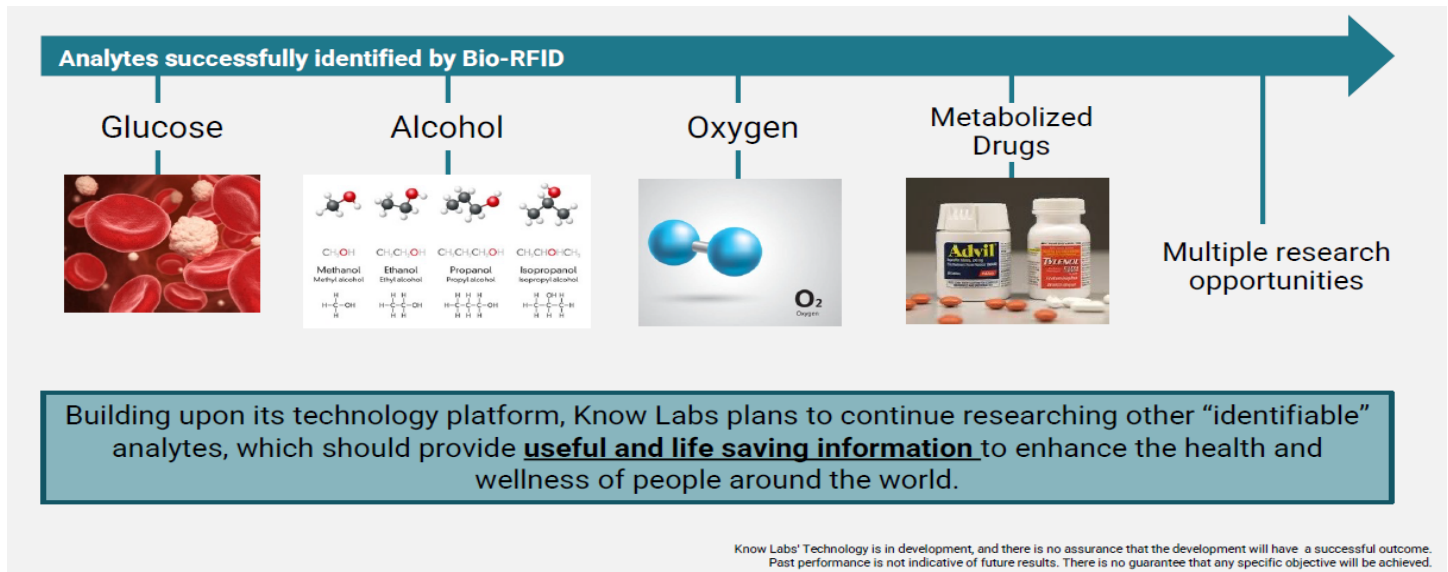 Analytes successfully identified by Bio-RFID
Glucose
Alcohol
Oxygen
Metabolized
Drugs
Multiple research
opportunities
CH₃OH
CH₃CH₂OH
CH₃CH₂CH₂OH
CH₃CHOHCH₃
Methanol
Methyl alcohol
Ethanol
Ethyl alcohol
Propanol
Propyl alcohol
Isopropanol
Isopropyl alcohol
O₂
Oxygen
Advil
TYLENOL
Building upon its technology platform, Know Labs plans to continue researching other “identifiable”
analytes, which should provide useful and life saving information to enhance the health and
wellness of people around the world.
Know Labs' Technology is in development, and there is no assurance that the development will have a successful outcome.
Past performance is not indicative of future results. There is no guarantee that any specific objective will be achieved.